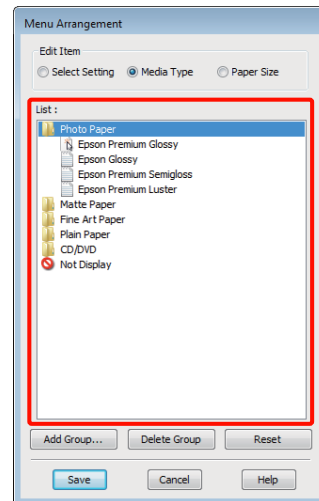 Menu Arrangement
Edit Item
Select Setting Media Type Paper Size
List :
Photo Paper
Epson Premium Glossy
Epson Glossy
Epson Premium Semigloss
Epson Premium Luster
Matte Paper
Fine Art Paper
Plain Paper
CD/DVD
Not Display
Add Group... Delete Group Reset
Save Cancel Help